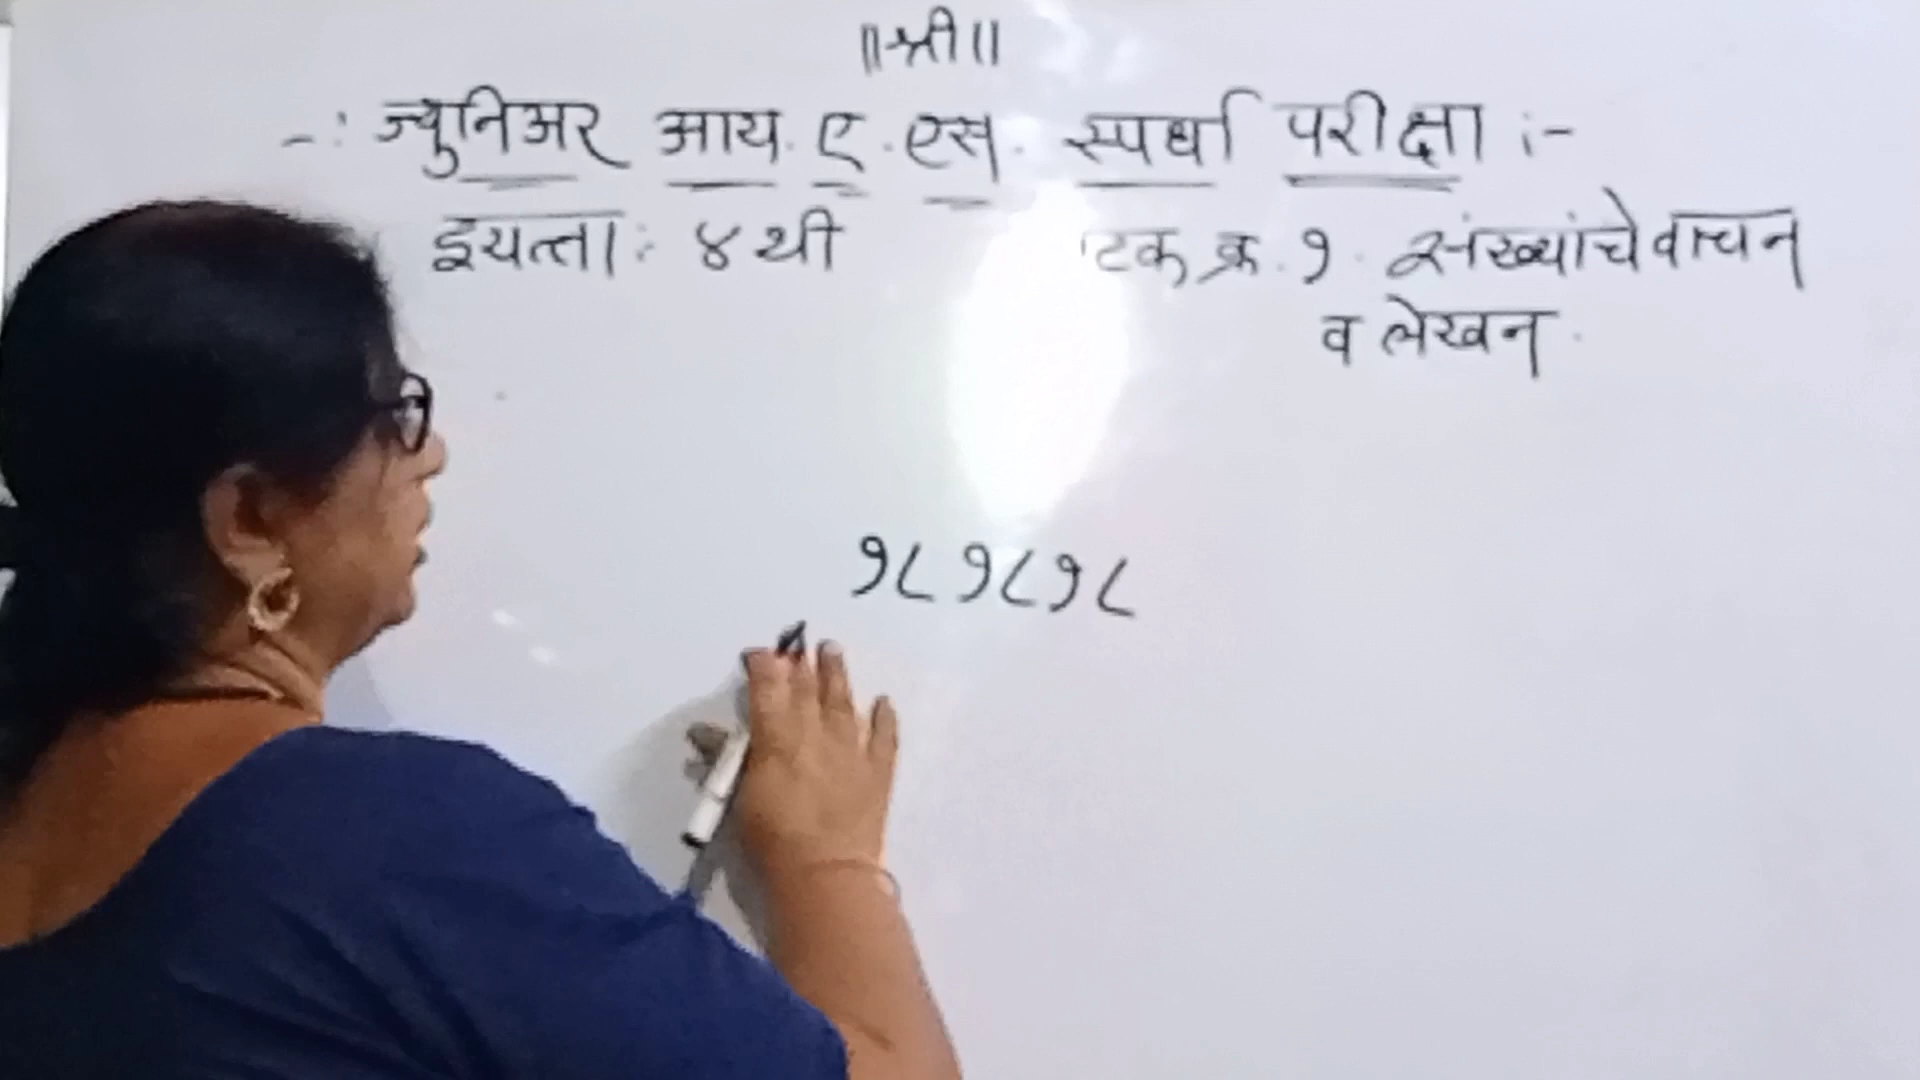 ॥श्री॥
-: ज्युनिअर आय. ए. एस. स्पर्धा परीक्षा :-
इयत्ता: ४थी टक क्र. १. संख्यांचे वाचन
व लेखन.
१८१८१८